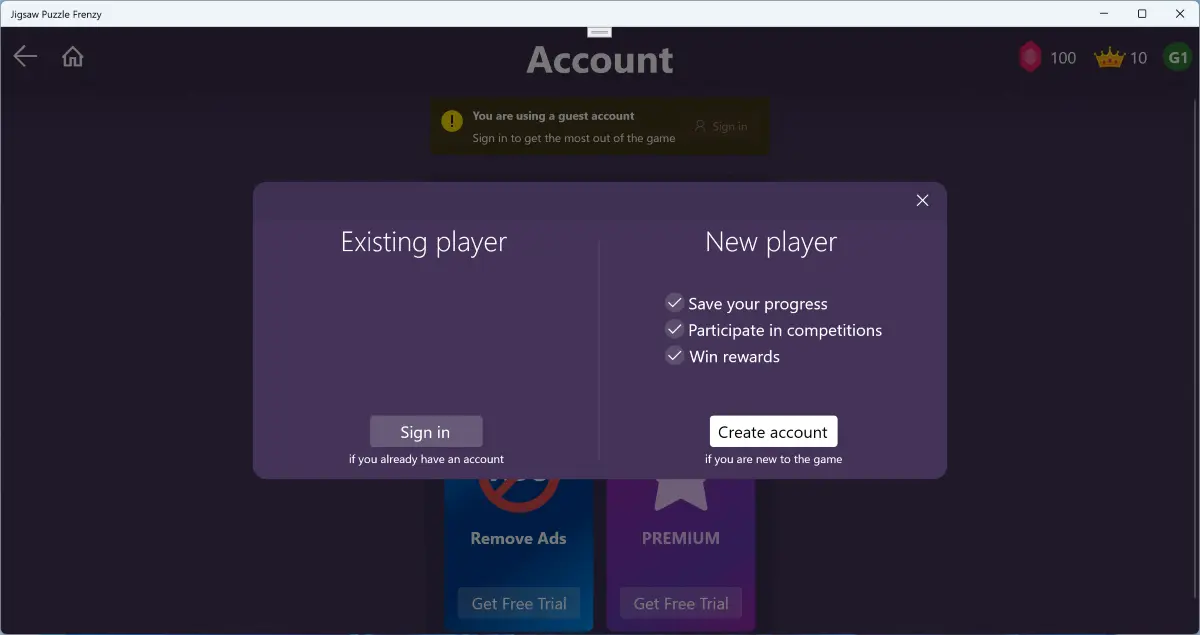 Jigsaw Puzzle Frenzy
Account
100
10
G1
You are using a guest account
Sign in to get the most out of the game
Sign in
Existing player
New player
Save your progress
Participate in competitions
Win rewards
Sign in
if you already have an account
Create account
if you are new to the game
Remove Ads
PREMIUM
Get Free Trial
Get Free Trial